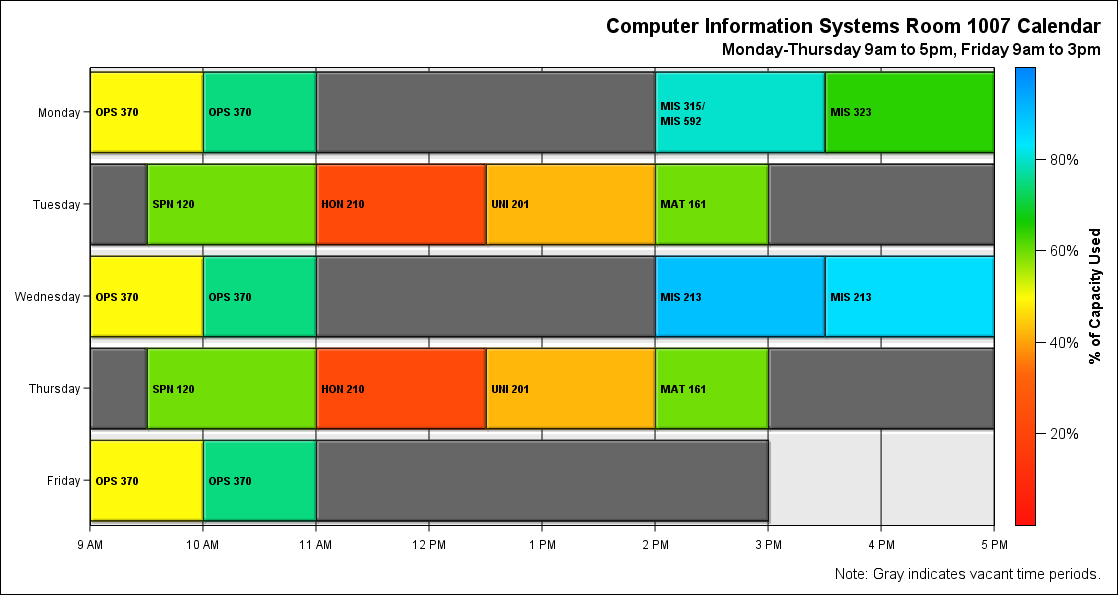 Computer Information Systems Room 1007 Calendar
Monday-Thursday 9am to 5pm, Friday 9am to 3pm
Monday
OPS 370
OPS 370
MIS 315/
MIS 592
MIS 323
Tuesday
SPN 120
HON 210
UNI 201
MAT 161
Wednesday
OPS 370
OPS 370
MIS 213
MIS 213
Thursday
SPN 120
HON 210
UNI 201
MAT 161
Friday
OPS 370
OPS 370
9 AM
10 AM
11 AM
12 PM
1 PM
2 PM
3 PM
4 PM
5 PM
80%
60%
40%
20%
% of Capacity Used
Note: Gray indicates vacant time periods.